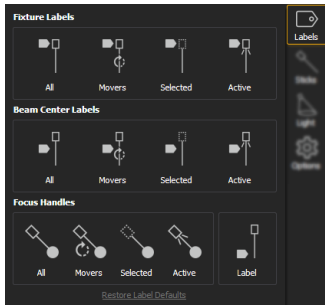 Fixture Labels
All Movers Selected Active
Beam Center Labels
All Movers Selected Active
Focus Handles
All Movers Selected Active Label
Restore Label Defaults
Labels
Sticks
Light
Options